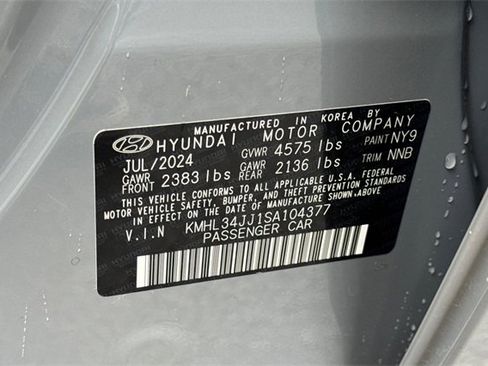 MANUFACTURED IN KOREA BY
HYUNDAI MOTOR COMPANY
JUL/2024 GVWR 4575 lbs PAINT NY9
GAWR FRONT 2383 lbs GAWR REAR 2136 lbs TRIM NNB
THIS VEHICLE CONFORMS TO ALL APPLICABLE U.S.A. FEDERAL
MOTOR VEHICLE SAFETY, BUMPER, AND THEFT PREVENTION STANDARDS
IN EFFECT ON THE DATE OF MANUFACTURE SHOWN ABOVE
V.I.N KMHL34JJ1SA104377
PASSENGER CAR